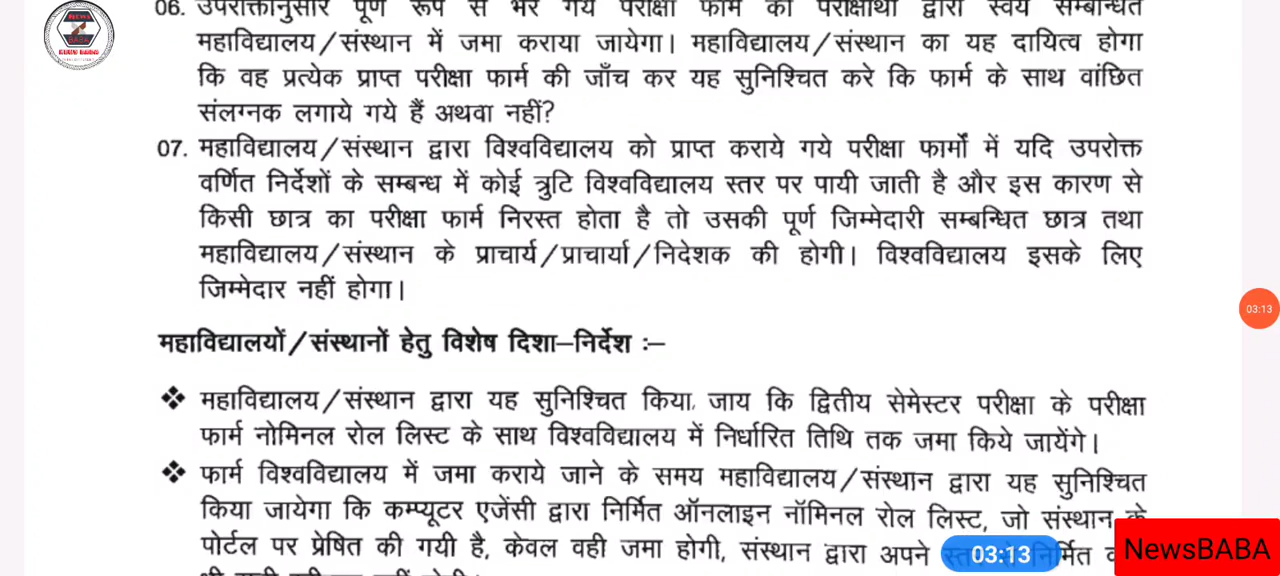 06. उपरोक्तानुसार पूर्ण रूप से भर गये परीक्षा फार्म को परीक्षार्थी द्वारा स्वयं सम्बन्धित
महाविद्यालय/संस्थान में जमा कराया जायेगा। महाविद्यालय/संस्थान का यह दायित्व होगा
कि वह प्रत्येक प्राप्त परीक्षा फार्म की जाँच कर यह सुनिश्चित करे कि फार्म के साथ वांछित
संलग्नक लगाये गये हैं अथवा नहीं?
07. महाविद्यालय/संस्थान द्वारा विश्वविद्यालय को प्राप्त कराये गये परीक्षा फार्मों में यदि उपरोक्त
वर्णित निर्देशों के सम्बन्ध में कोई त्रुटि विश्वविद्यालय स्तर पर पायी जाती है और इस कारण से
किसी छात्र का परीक्षा फार्म निरस्त होता है तो उसकी पूर्ण जिम्मेदारी सम्बन्धित छात्र तथा
महाविद्यालय/संस्थान के प्राचार्य/प्राचार्या/निदेशक की होगी। विश्वविद्यालय इसके लिए
जिम्मेदार नहीं होगा।
03:13
महाविद्यालयों/संस्थानों हेतु विशेष दिशा–निर्देश :–
❖ महाविद्यालय/संस्थान द्वारा यह सुनिश्चित किया जाय कि द्वितीय सेमेस्टर परीक्षा के परीक्षा
फार्म नोमिनल रोल लिस्ट के साथ विश्वविद्यालय में निर्धारित तिथि तक जमा किये जायेंगे।
❖ फार्म विश्वविद्यालय में जमा कराये जाने के समय महाविद्यालय/संस्थान द्वारा यह सुनिश्चित
किया जायेगा कि कम्प्यूटर एजेंसी द्वारा निर्मित ऑनलाइन नॉमिनल रोल लिस्ट, जो संस्थान के
पोर्टल पर प्रेषित की गयी है, केवल वही जमा होगी, संस्थान द्वारा अपने निर्मित
03:13
NewsBABA